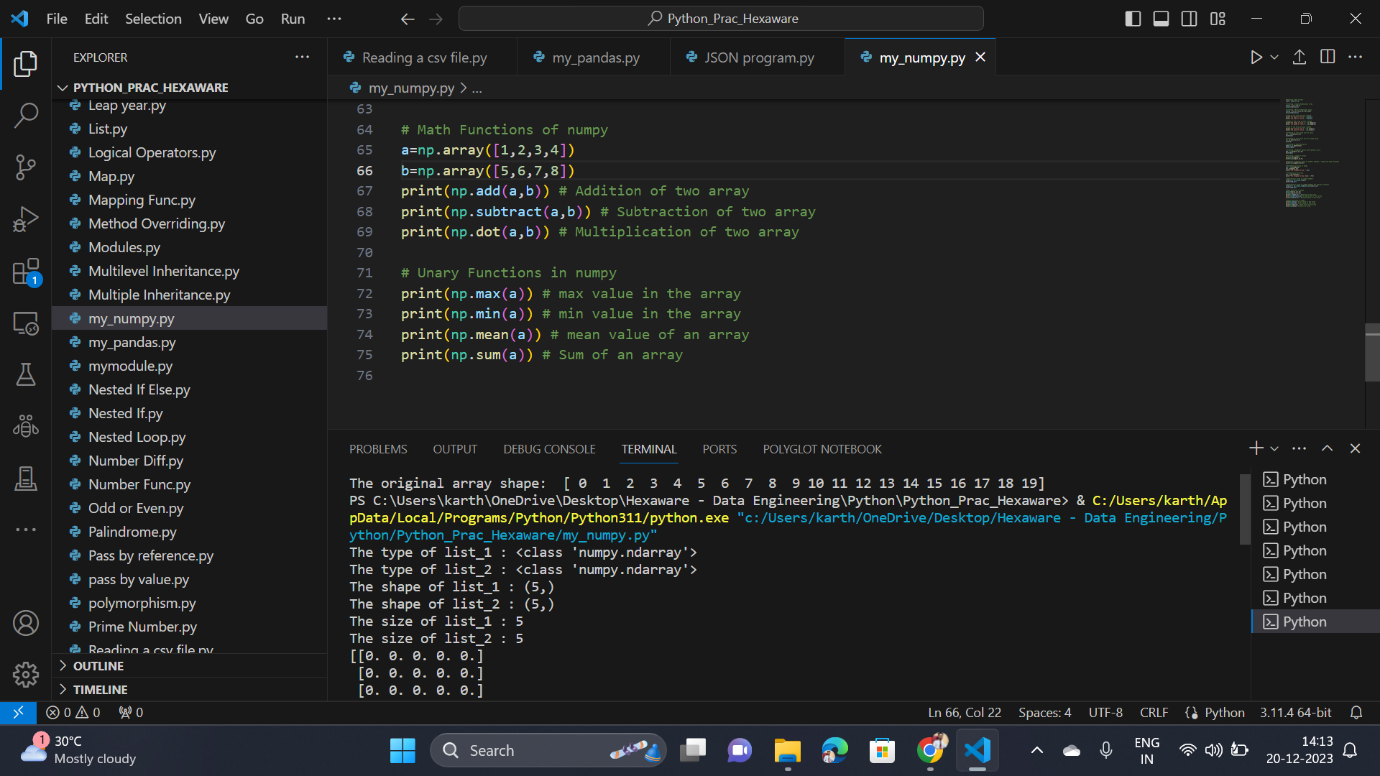 File Edit Selection View Go Run ... Python_Prac_Hexaware
EXPLORER
PYTHON_PRAC_HEXAWARE
Leap year.py
List.py
Logical Operators.py
Map.py
Mapping Func.py
Method Overriding.py
Modules.py
Multilevel Inheritance.py
Multiple Inheritance.py
my_numpy.py
my_pandas.py
mymodule.py
Nested If Else.py
Nested If.py
Nested Loop.py
Number Diff.py
Number Func.py
Odd or Even.py
Palindrome.py
Pass by reference.py
pass by value.py
polymorphism.py
Prime Number.py
Reading a csv file.py
OUTLINE
TIMELINE
1
Reading a csv file.py my_pandas.py JSON program.py my_numpy.py
my_numpy.py > ...
63
64 # Math Functions of numpy
65 a=np.array([1,2,3,4])
66 b=np.array([5,6,7,8])
67 print(np.add(a,b)) # Addition of two array
68 print(np.subtract(a,b)) # Subtraction of two array
69 print(np.dot(a,b)) # Multiplication of two array
70
71 # Unary Functions in numpy
72 print(np.max(a)) # max value in the array
73 print(np.min(a)) # min value in the array
74 print(np.mean(a)) # mean value of an array
75 print(np.sum(a)) # Sum of an array
76
PROBLEMS OUTPUT DEBUG CONSOLE TERMINAL PORTS POLYGLOT NOTEBOOK
The original array shape:  [ 0  1  2  3  4  5  6  7  8  9 10 11 12 13 14 15 16 17 18 19]
PS C:\Users\karth\OneDrive\Desktop\Hexaware - Data Engineering\Python\Python_Prac_Hexaware> & C:/Users/karth/Ap
pData/Local/Programs/Python/Python311/python.exe "c:/Users/karth/OneDrive/Desktop/Hexaware - Data Engineering/P
ython/Python_Prac_Hexaware/my_numpy.py"
The type of list_1 : <class 'numpy.ndarray'>
The type of list_2 : <class 'numpy.ndarray'>
The shape of list_1 : (5,)
The shape of list_2 : (5,)
The size of list_1 : 5
The size of list_2 : 5
[[0. 0. 0. 0. 0.]
 [0. 0. 0. 0. 0.]
 [0. 0. 0. 0. 0.]
Python
Python
Python
Python
Python
Python
Python
0 0 0 Ln 66, Col 22 Spaces: 4 UTF-8 CRLF Python 3.11.4 64-bit
1
30°C
Mostly cloudy
Search
ENG
IN
14:13
20-12-2023